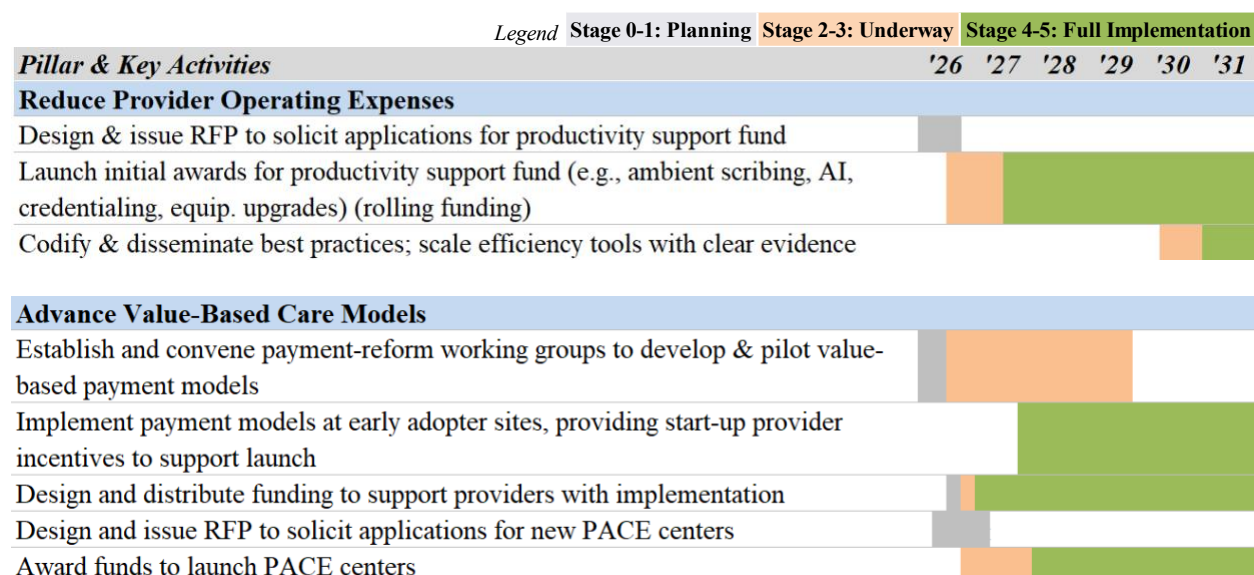 Legend Stage 0-1: Planning Stage 2-3: Underway Stage 4-5: Full Implementation
Pillar & Key Activities '26 '27 '28 '29 '30 '31
Reduce Provider Operating Expenses
Design & issue RFP to solicit applications for productivity support fund
Launch initial awards for productivity support fund (e.g., ambient scribing, AI,
credentialing, equip. upgrades) (rolling funding)
Codify & disseminate best practices; scale efficiency tools with clear evidence
Advance Value-Based Care Models
Establish and convene payment-reform working groups to develop & pilot value-
based payment models
Implement payment models at early adopter sites, providing start-up provider
incentives to support launch
Design and distribute funding to support providers with implementation
Design and issue RFP to solicit applications for new PACE centers
Award funds to launch PACE centers